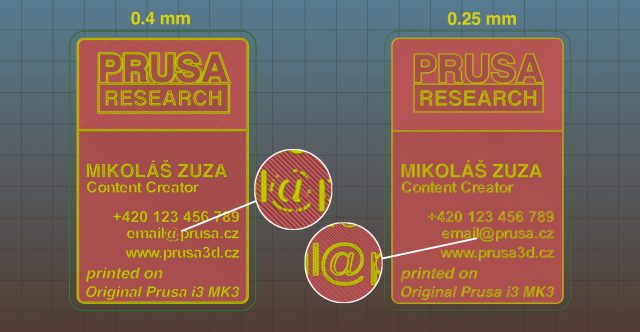 0.4 mm
PRUSA
RESEARCH
MIKOLÁŠ ZUZA
Content Creator
+420 123 456 789
email@prusa.cz
www.prusa3d.cz
printed on
Original Prusa i3 MK3
@
0.25 mm
PRUSA
RESEARCH
MIKOLÁŠ ZUZA
Content Creator
+420 123 456 789
email@prusa.cz
www.prusa3d.cz
printed on
Original Prusa i3 MK3
l@p